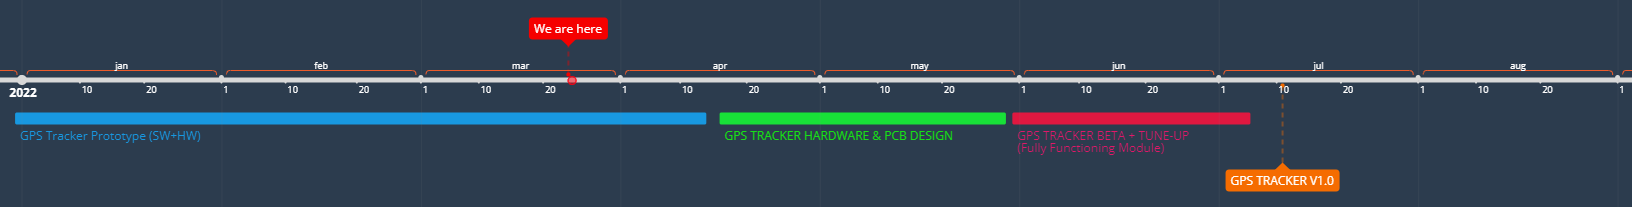 We are here
jan feb mar apr may jun jul aug
2022 10 20 1 10 20 1 10 20 1 10 20 1 10 20 1 10 20 1 10 20 1 10 20 1
GPS Tracker Prototype (SW+HW) GPS TRACKER HARDWARE & PCB DESIGN GPS TRACKER BETA + TUNE-UP
(Fully Functioning Module)
GPS TRACKER V1.0